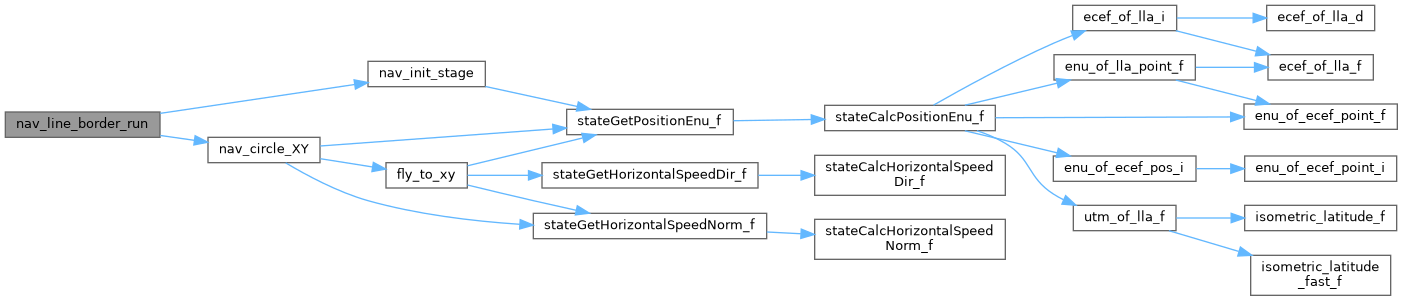 nav_line_border_run
nav_init_stage
nav_circle_XY
fly_to_xy
stateGetPositionEnu_f
stateGetHorizontalSpeedDir_f
stateGetHorizontalSpeedNorm_f
stateCalcPositionEnu_f
stateCalcHorizontalSpeed
Dir_f
stateCalcHorizontalSpeed
Norm_f
ecef_of_lla_i
enu_of_lla_point_f
enu_of_ecef_pos_i
utm_of_lla_f
ecef_of_lla_d
ecef_of_lla_f
enu_of_ecef_point_f
enu_of_ecef_point_i
isometric_latitude_f
isometric_latitude
_fast_f